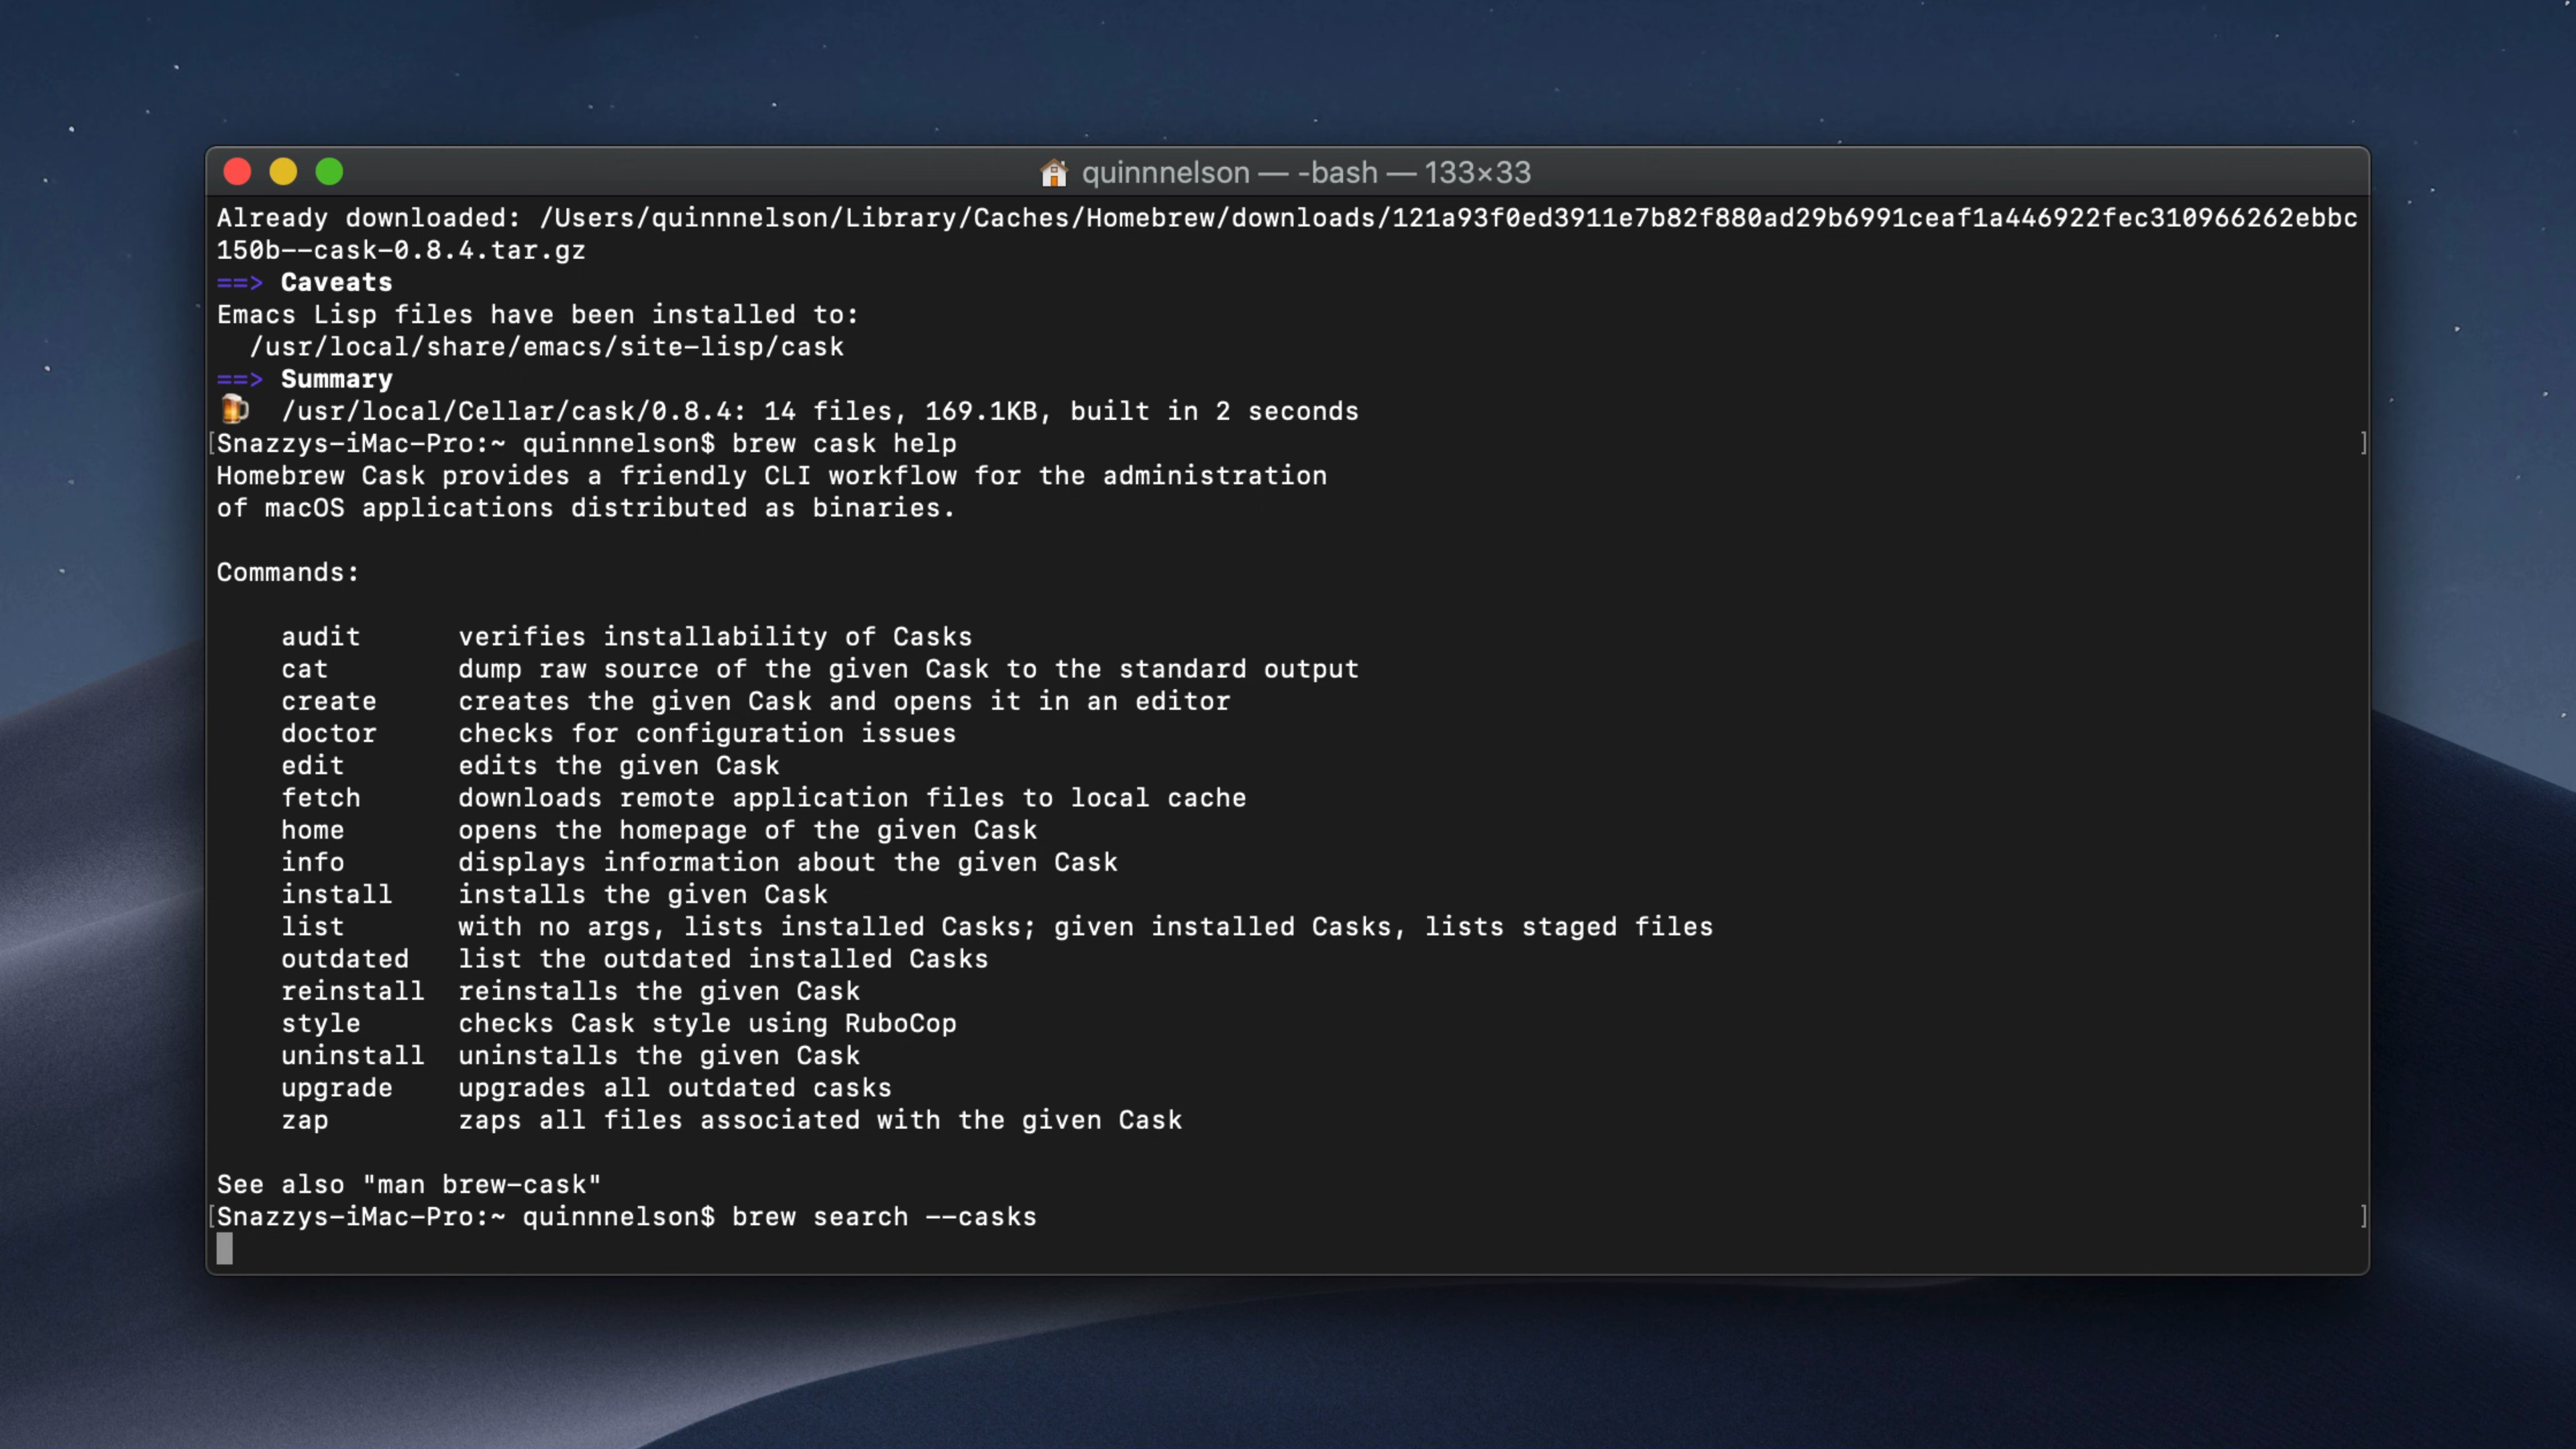 quinnnelson — -bash — 133×33
Already downloaded: /Users/quinnnelson/Library/Caches/Homebrew/downloads/121a93f0ed3911e7b82f880ad29b6991ceaf1a446922fec310966262ebbc
150b--cask-0.8.4.tar.gz
==> Caveats
Emacs Lisp files have been installed to:
  /usr/local/share/emacs/site-lisp/cask
==> Summary
🍺  /usr/local/Cellar/cask/0.8.4: 14 files, 169.1KB, built in 2 seconds
[Snazzys-iMac-Pro:~ quinnnelson$ brew cask help ]
Homebrew Cask provides a friendly CLI workflow for the administration
of macOS applications distributed as binaries.
Commands:
    audit      verifies installability of Casks
    cat        dump raw source of the given Cask to the standard output
    create     creates the given Cask and opens it in an editor
    doctor     checks for configuration issues
    edit       edits the given Cask
    fetch      downloads remote application files to local cache
    home       opens the homepage of the given Cask
    info       displays information about the given Cask
    install    installs the given Cask
    list       with no args, lists installed Casks; given installed Casks, lists staged files
    outdated   list the outdated installed Casks
    reinstall  reinstalls the given Cask
    style      checks Cask style using RuboCop
    uninstall  uninstalls the given Cask
    upgrade    upgrades all outdated casks
    zap        zaps all files associated with the given Cask
See also "man brew-cask"
[Snazzys-iMac-Pro:~ quinnnelson$ brew search --casks ]